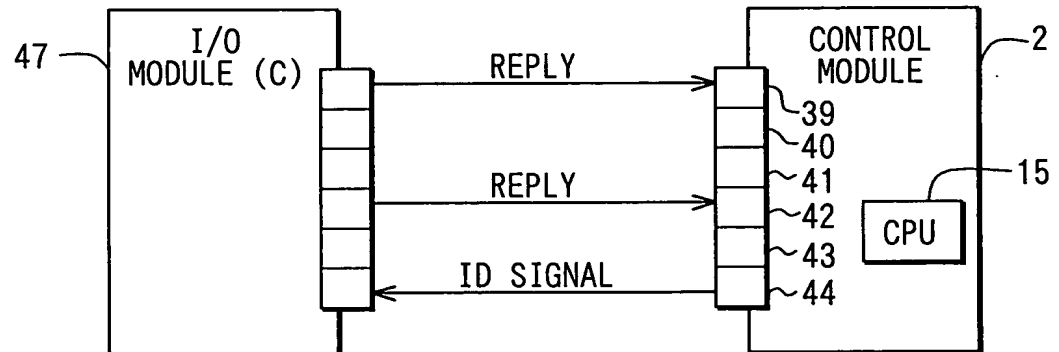 47
I/O
MODULE (C)
REPLY
REPLY
ID SIGNAL
CONTROL
MODULE
2
39
40
41
42
43
44
15
CPU